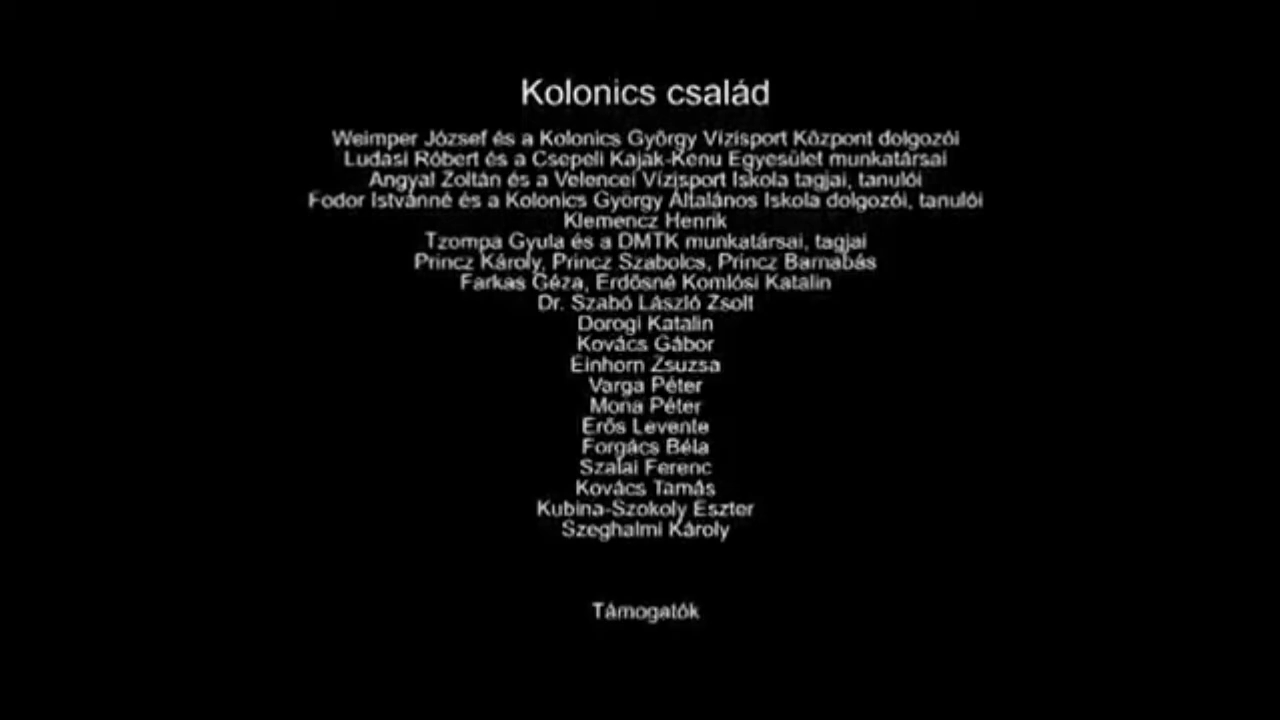 Kolonics család
Weimper József és a Kolonics György Vízisport Központ dolgozói
Ludasi Róbert és a Csepeli Kajak-Kenu Egyesület munkatársai
Angyal Zoltán és a Velencei Vízisport Iskola tagjai, tanulói
Fodor Istvánné és a Kolonics György Általános Iskola dolgozói, tanulói
Klemencz Henrik
Tzompa Gyula és a DMTK munkatársai, tagjai
Princz Károly, Princz Szabolcs, Princz Barnabás
Farkas Géza, Erdősné Komlósi Katalin
Dr. Szabó László Zsolt
Dorogi Katalin
Kovács Gábor
Einhorn Zsuzsa
Varga Péter
Mona Péter
Erős Levente
Forgács Béla
Szalai Ferenc
Kovács Tamás
Kubina-Szokoly Eszter
Szeghalmi Károly
Támogatók